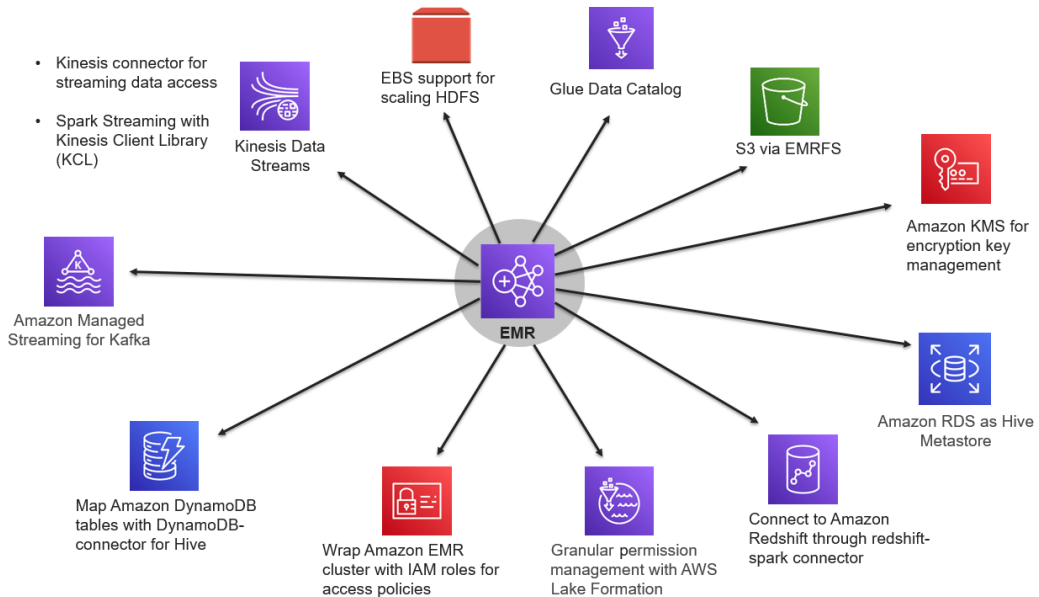 • Kinesis connector for
streaming data access
• Spark Streaming with
Kinesis Client Library
(KCL)
Kinesis Data
Streams
EBS support for
scaling HDFS
Glue Data Catalog
S3 via EMRFS
Amazon KMS for
encryption key
management
K
Amazon Managed
Streaming for Kafka
EMR
Amazon RDS as Hive
Metastore
Map Amazon DynamoDB
tables with DynamoDB-
connector for Hive
Wrap Amazon EMR
cluster with IAM roles for
access policies
Granular permission
management with AWS
Lake Formation
Connect to Amazon
Redshift through redshift-
spark connector